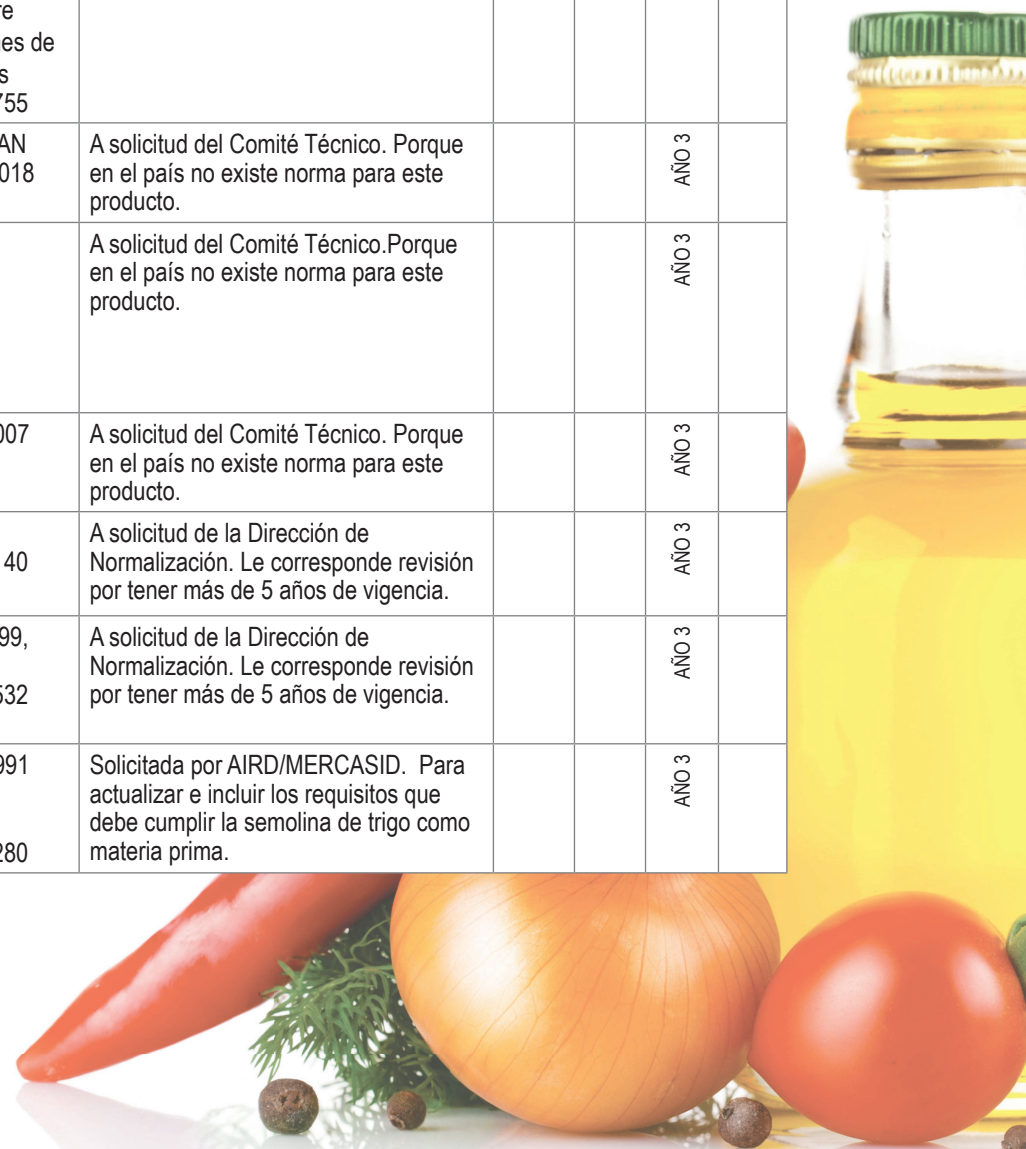 re
es de
s
755
AN
018
A solicitud del Comité Técnico. Porque
en el país no existe norma para este
producto.
AÑO 3
A solicitud del Comité Técnico.Porque
en el país no existe norma para este
producto.
AÑO 3
007
A solicitud del Comité Técnico. Porque
en el país no existe norma para este
producto.
AÑO 3
40
A solicitud de la Dirección de
Normalización. Le corresponde revisión
por tener más de 5 años de vigencia.
AÑO 3
99,
532
A solicitud de la Dirección de
Normalización. Le corresponde revisión
por tener más de 5 años de vigencia.
AÑO 3
991
280
Solicitada por AIRD/MERCASID. Para
actualizar e incluir los requisitos que
debe cumplir la semolina de trigo como
materia prima.
AÑO 3